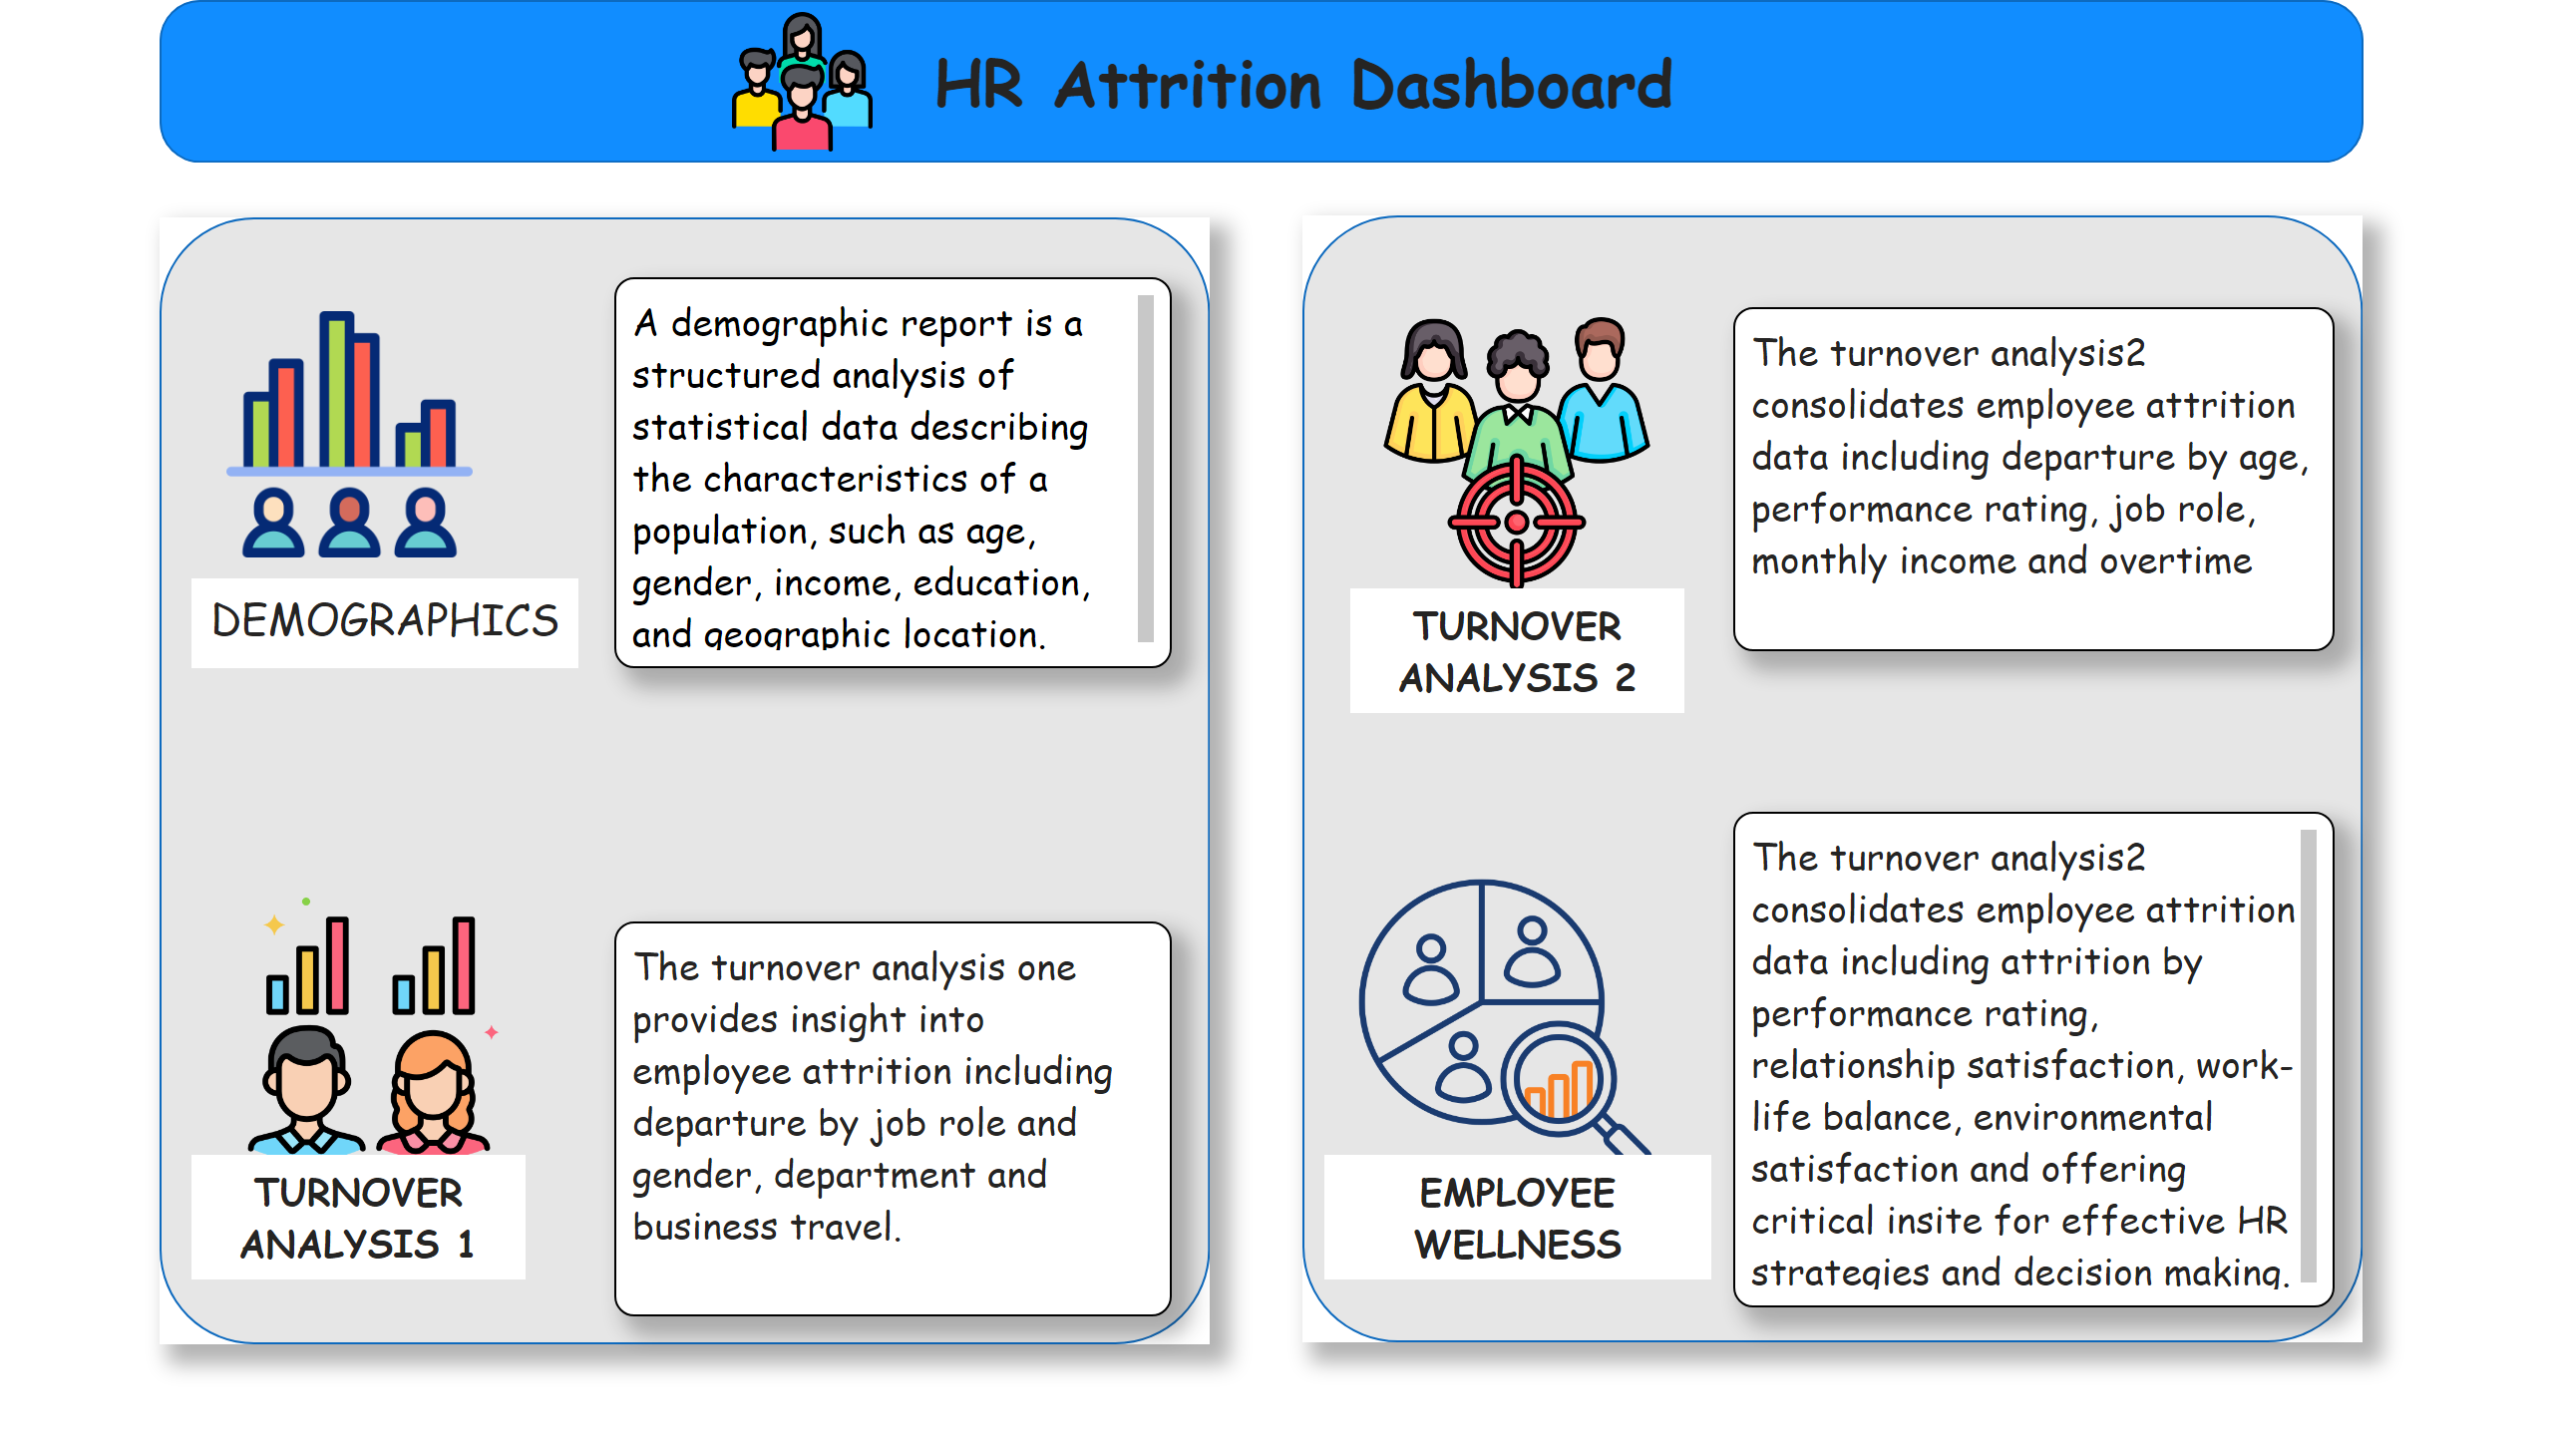 HR Attrition Dashboard
A demographic report is a
structured analysis of
statistical data describing
the characteristics of a
population, such as age,
gender, income, education,
and geographic location.
DEMOGRAPHICS
The turnover analysis one
provides insight into
employee attrition including
departure by job role and
gender, department and
business travel.
TURNOVER
ANALYSIS 1
The turnover analysis2
consolidates employee attrition
data including departure by age,
performance rating, job role,
monthly income and overtime
TURNOVER
ANALYSIS 2
The turnover analysis2
consolidates employee attrition
data including attrition by
performance rating,
relationship satisfaction, work-
life balance, environmental
satisfaction and offering
critical insite for effective HR
strategies and decision making.
EMPLOYEE
WELLNESS